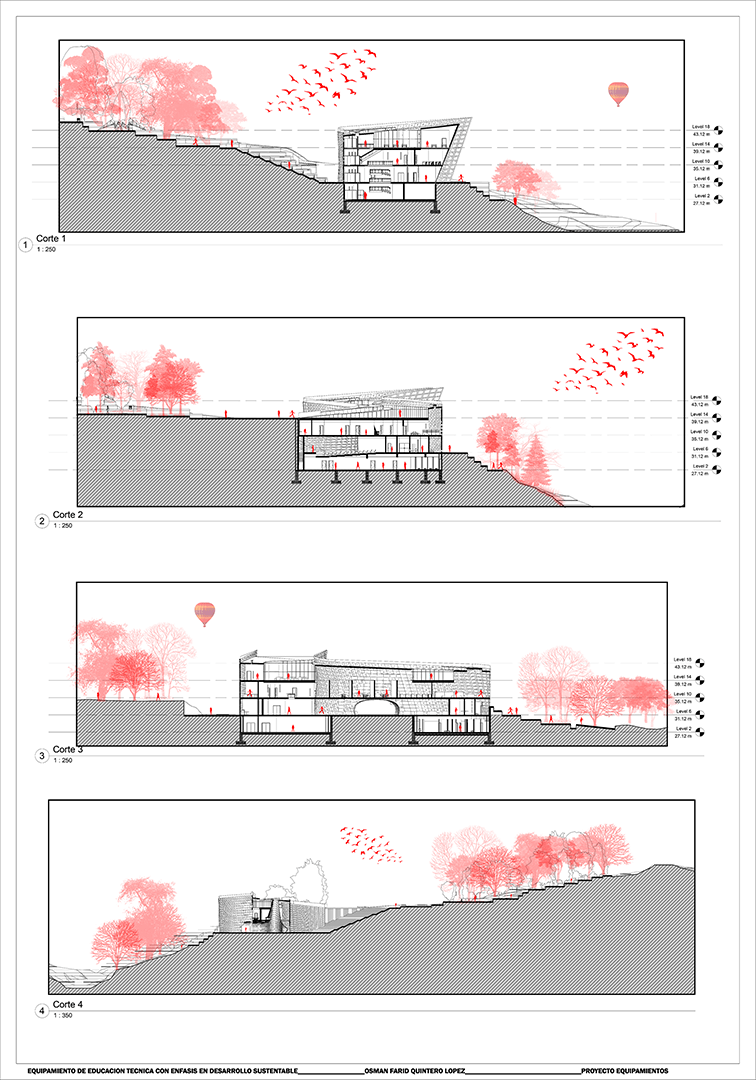 Level 18
43.12 m
Level 14
39.12 m
Level 10
35.12 m
Level 6
31.12 m
Level 2
27.12 m
1
Corte 1
1 : 250
Level 18
43.12 m
Level 14
39.12 m
Level 10
35.12 m
Level 6
31.12 m
Level 2
27.12 m
2
Corte 2
1 : 250
Level 18
43.12 m
Level 14
39.12 m
Level 10
35.12 m
Level 6
31.12 m
Level 2
27.12 m
3
Corte 3
1 : 250
4
Corte 4
1 : 350
EQUIPAMIENTO DE EDUCACION TECNICA CON ENFASIS EN DESARROLLO SUSTENTABLE_________________OSMAN FARID QUINTERO LOPEZ______________________________PROYECTO EQUIPAMIENTOS